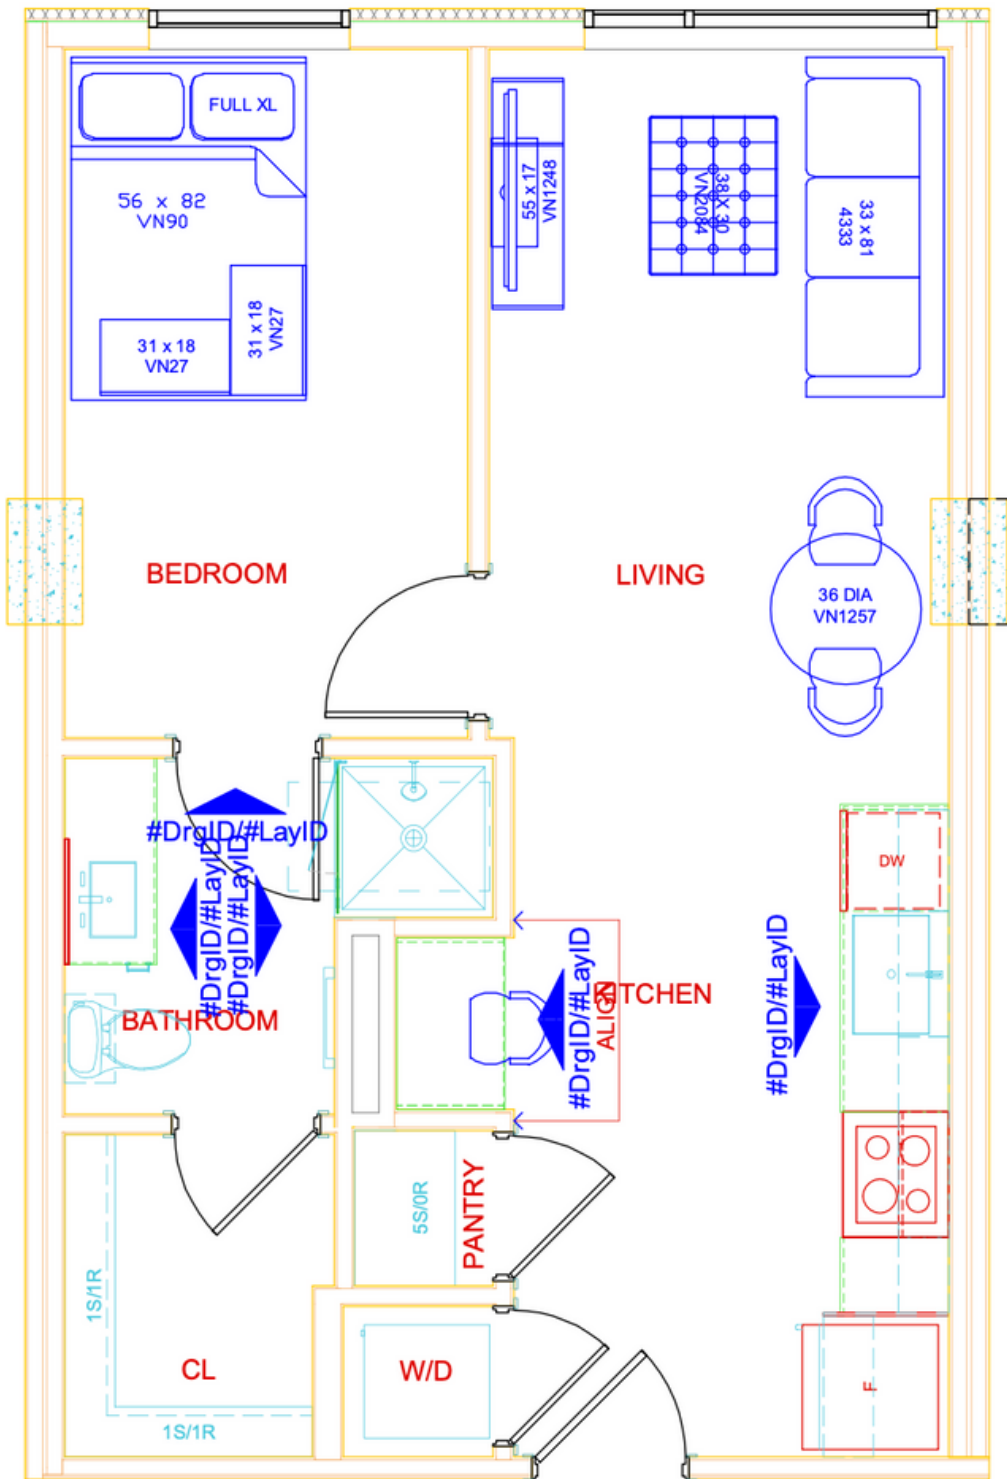 FULL XL
56 x 82
VN90
31 x 18
VN27
31 x 18
VN27
55 x 17
VN1248
38 X 30
VN2084
33 x 81
4333
BEDROOM
LIVING
36 DIA
VN1257
#DrgID/#LayID
#DrgID/#LayID
#DrgID/#LayID
BATHROOM
DW
#DrgID/#LayID
KITCHEN
ALIGN
#DrgID/#LayID
5S/0R
PANTRY
1S/1R
CL
1S/1R
W/D
F